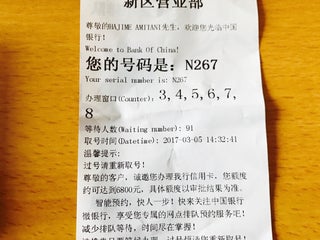 新区营业部
尊敬的HAJIME AMITANI先生，欢迎您光临中国
银行！
Welcome to Bank Of China!
您的号码是：N267
Your serial number is: N267
办理窗口(Counter): 3, 4, 5, 6, 7,
8
等待人数(Waiting number): 91
取号时间(Datetime): 2017-03-05 14:32:41
温馨提示:
过号请重新取号！
尊敬的客户，诚邀您办理我行信用卡，您额度
约可达到6800元，具体额度以审批结果为准。
智能预约，快人一步！快来关注中国银行
微银行，享受您专属的网点排队预约服务吧！
减少排队等待，时间尽在掌握！